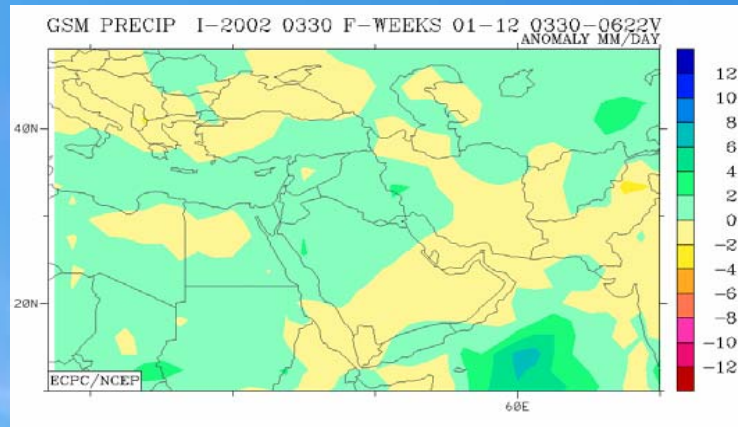 GSM PRECIP I-2002 0330 F-WEEKS 01-12 0330-0622V
ANOMALY MM/DAY
40N
20N
60E
ECPC/NCEP
12
10
8
6
4
2
0
-2
-4
-6
-8
-10
-12